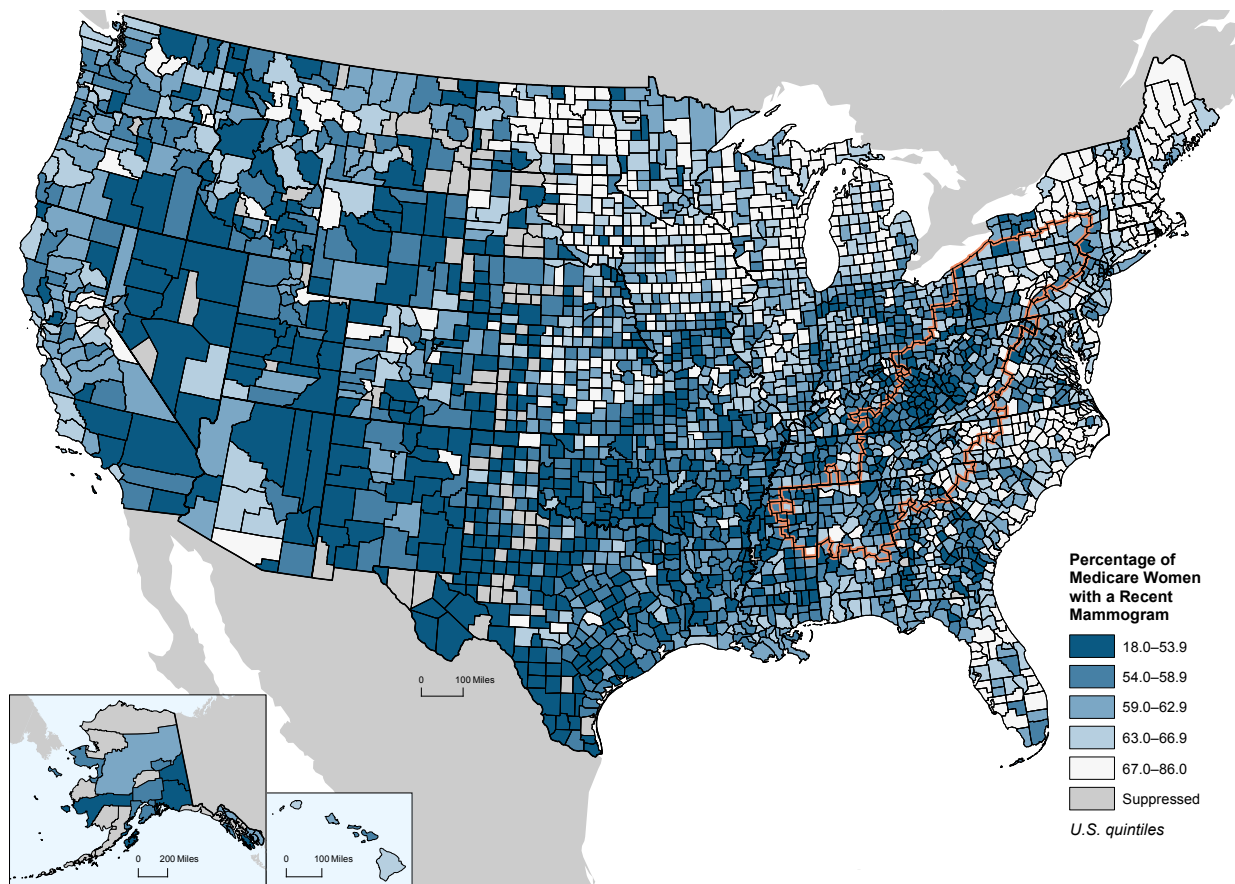 Percentage of
Medicare Women
with a Recent
Mammogram
18.0–53.9
54.0–58.9
59.0–62.9
63.0–66.9
67.0–86.0
Suppressed
U.S. quintiles
0 100 Miles
0 200 Miles
0 100 Miles